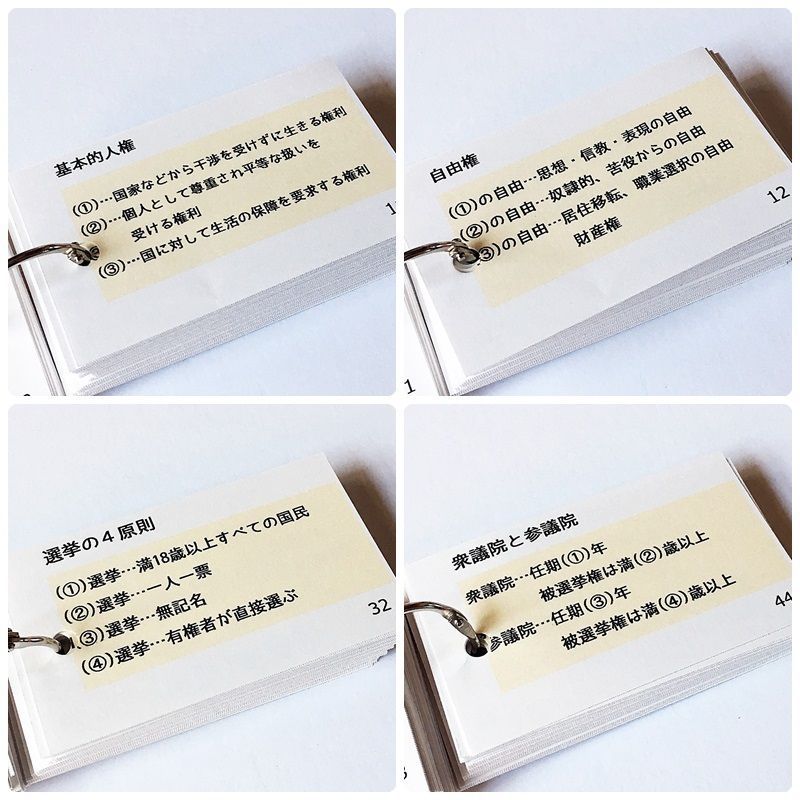 基本的人権
(①)…国家などから干渉を受けずに生きる権利
(②)…個人として尊重され平等な扱いを
受ける権利
(③)…国に対して生活の保障を要求する権利
自由権
(①)の自由…思想・信教・表現の自由
(②)の自由…奴隷的、苦役からの自由
③)の自由…居住移転、職業選択の自由
財産権
12
1
選挙の4原則
(①)選挙…満18歳以上すべての国民
(②)選挙…一人一票
③)選挙…無記名
(④)選挙…有権者が直接選ぶ
32
衆議院と参議院
衆議院…任期(①)年
被選挙権は満(②)歳以上
参議院…任期(③)年
被選挙権は満(④)歳以上
44